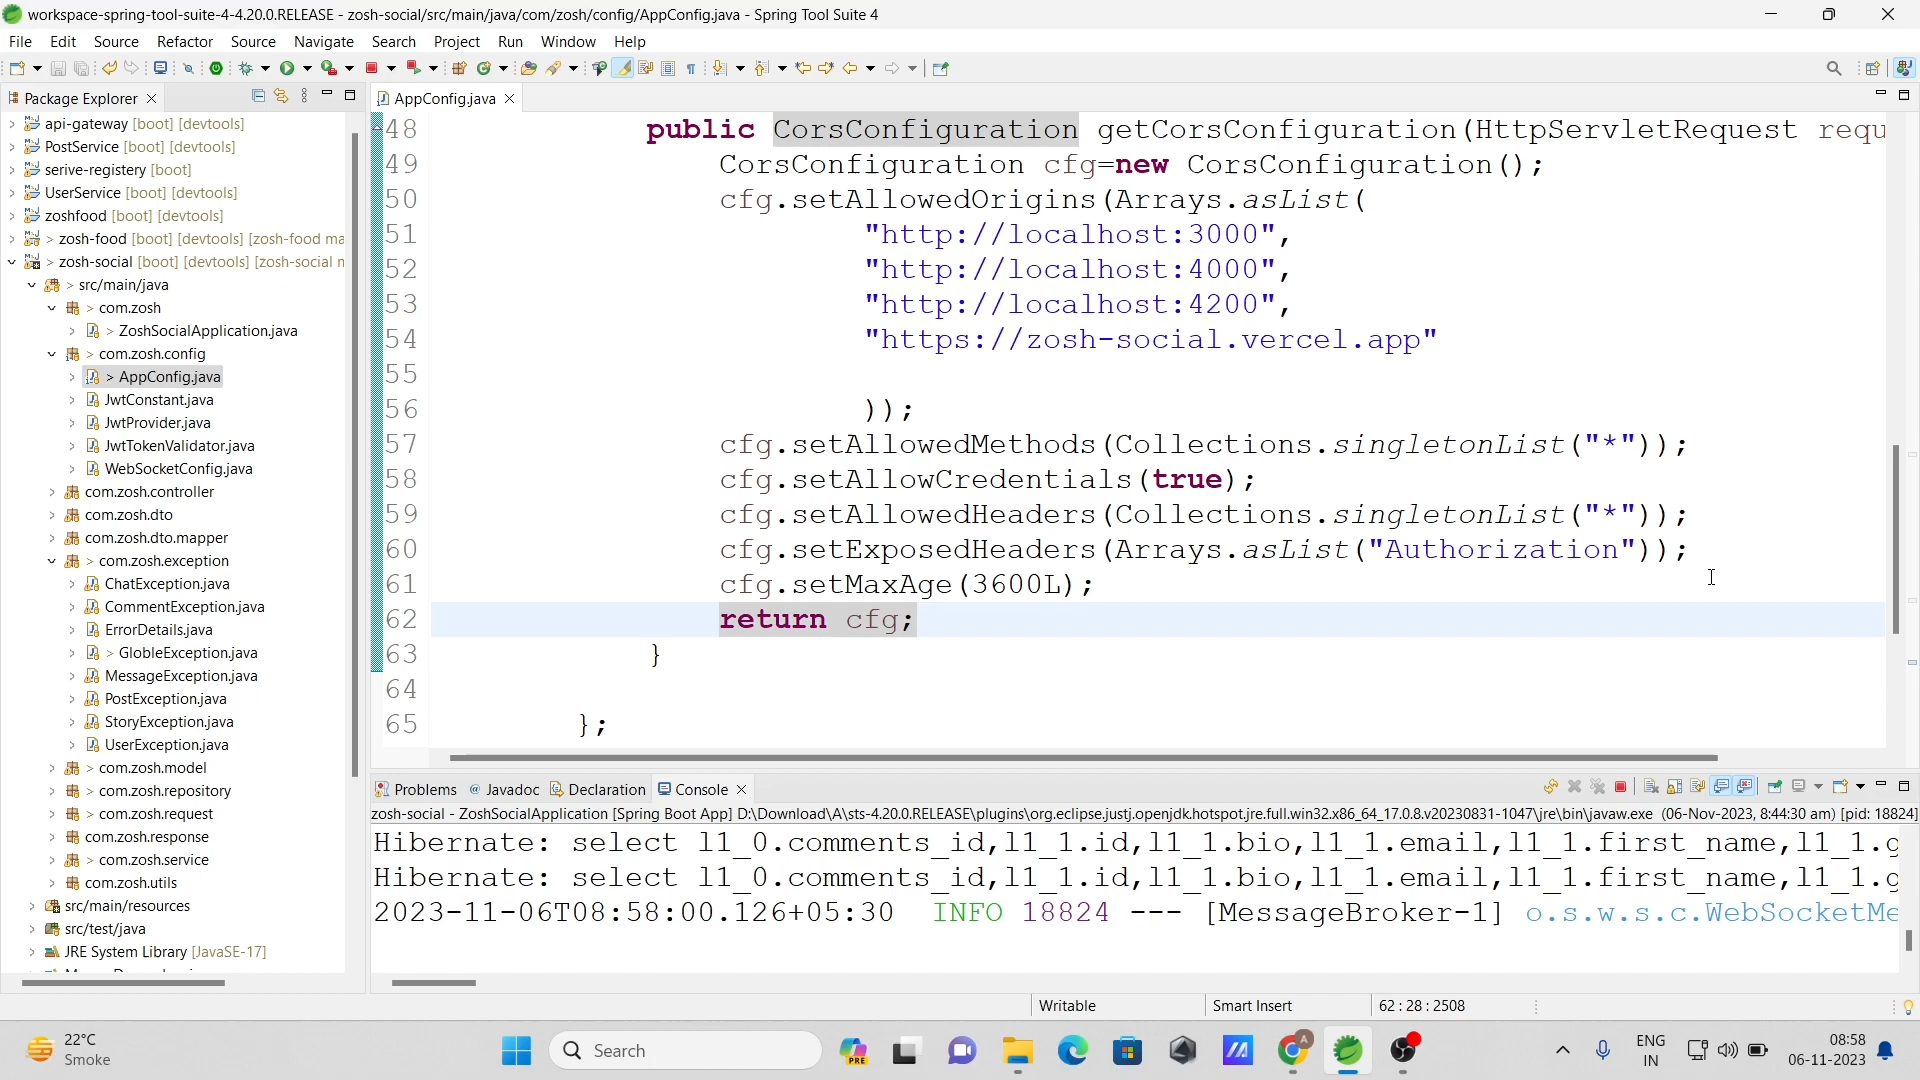 workspace-spring-tool-suite-4-4.20.0.RELEASE - zosh-social/src/main/java/com/zosh/config/AppConfig.java - Spring Tool Suite 4
File Edit Source Refactor Source Navigate Search Project Run Window Help
Package Explorer
AppConfig.java
> api-gateway [boot] [devtools]
> PostService [boot] [devtools]
> serive-registery [boot]
> UserService [boot] [devtools]
> zoshfood [boot] [devtools]
> > zosh-food [boot] [devtools] [zosh-food ma
> zosh-social [boot] [devtools] [zosh-social
> src/main/java
> com.zosh
> > ZoshSocialApplication.java
> com.zosh.config
> > AppConfig.java
> JwtConstant.java
> JwtProvider.java
> JwtTokenValidator.java
> WebSocketConfig.java
> com.zosh.controller
> com.zosh.dto
> com.zosh.dto.mapper
> com.zosh.exception
> ChatException.java
> CommentException.java
> ErrorDetails.java
> > GlobleException.java
> MessageException.java
> PostException.java
> StoryException.java
> UserException.java
> > com.zosh.model
> > com.zosh.repository
> > com.zosh.request
> com.zosh.response
> > com.zosh.service
> com.zosh.utils
> src/main/resources
> src/test/java
> JRE System Library [JavaSE-17]
48 public CorsConfiguration getCorsConfiguration(HttpServletRequest requ
49 CorsConfiguration cfg=new CorsConfiguration();
50 cfg.setAllowedOrigins(Arrays.asList(
51 "http://localhost:3000",
52 "http://localhost:4000",
53 "http://localhost:4200",
54 "https://zosh-social.vercel.app"
55
56 ));
57 cfg.setAllowedMethods(Collections.singletonList("*"));
58 cfg.setAllowCredentials(true);
59 cfg.setAllowedHeaders(Collections.singletonList("*"));
60 cfg.setExposedHeaders(Arrays.asList("Authorization"));
61 cfg.setMaxAge(3600L);
62 return cfg;
63 }
64
65 };
Problems @ Javadoc Declaration Console
zosh-social - ZoshSocialApplication [Spring Boot App] D:\Download\A\sts-4.20.0.RELEASE\plugins\org.eclipse.justj.openjdk.hotspot.jre.full.win32.x86_64_17.0.8.v20230831-1047\jre\bin\javaw.exe (06-Nov-2023, 8:44:30 am) [pid: 18824]
Hibernate: select l1_0.comments_id,l1_1.id,l1_1.bio,l1_1.email,l1_1.first_name,l1_1.g
Hibernate: select l1_0.comments_id,l1_1.id,l1_1.bio,l1_1.email,l1_1.first_name,l1_1.g
2023-11-06T08:58:00.126+05:30 INFO 18824 --- [MessageBroker-1] o.s.w.s.c.WebSocketMe
Writable Smart Insert 62 : 28 : 2508
22°C
Smoke
Search
PRE
A
ENG
IN
08:58
06-11-2023